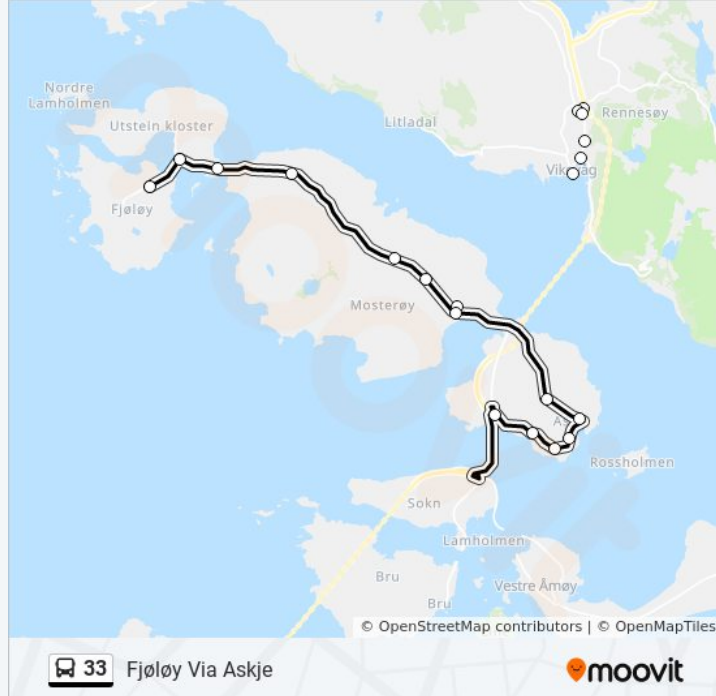 Nordre
Lamholmen
Utstein kloster
Litladal
Rennesøy
Fjøløy
Mosterøy
Rossholmen
Sokn
Lamholmen
Bru
Vestre Åmøy
Bru
© OpenStreetMap contributors | © OpenMapTiles
33 Fjøløy Via Askje
moovit